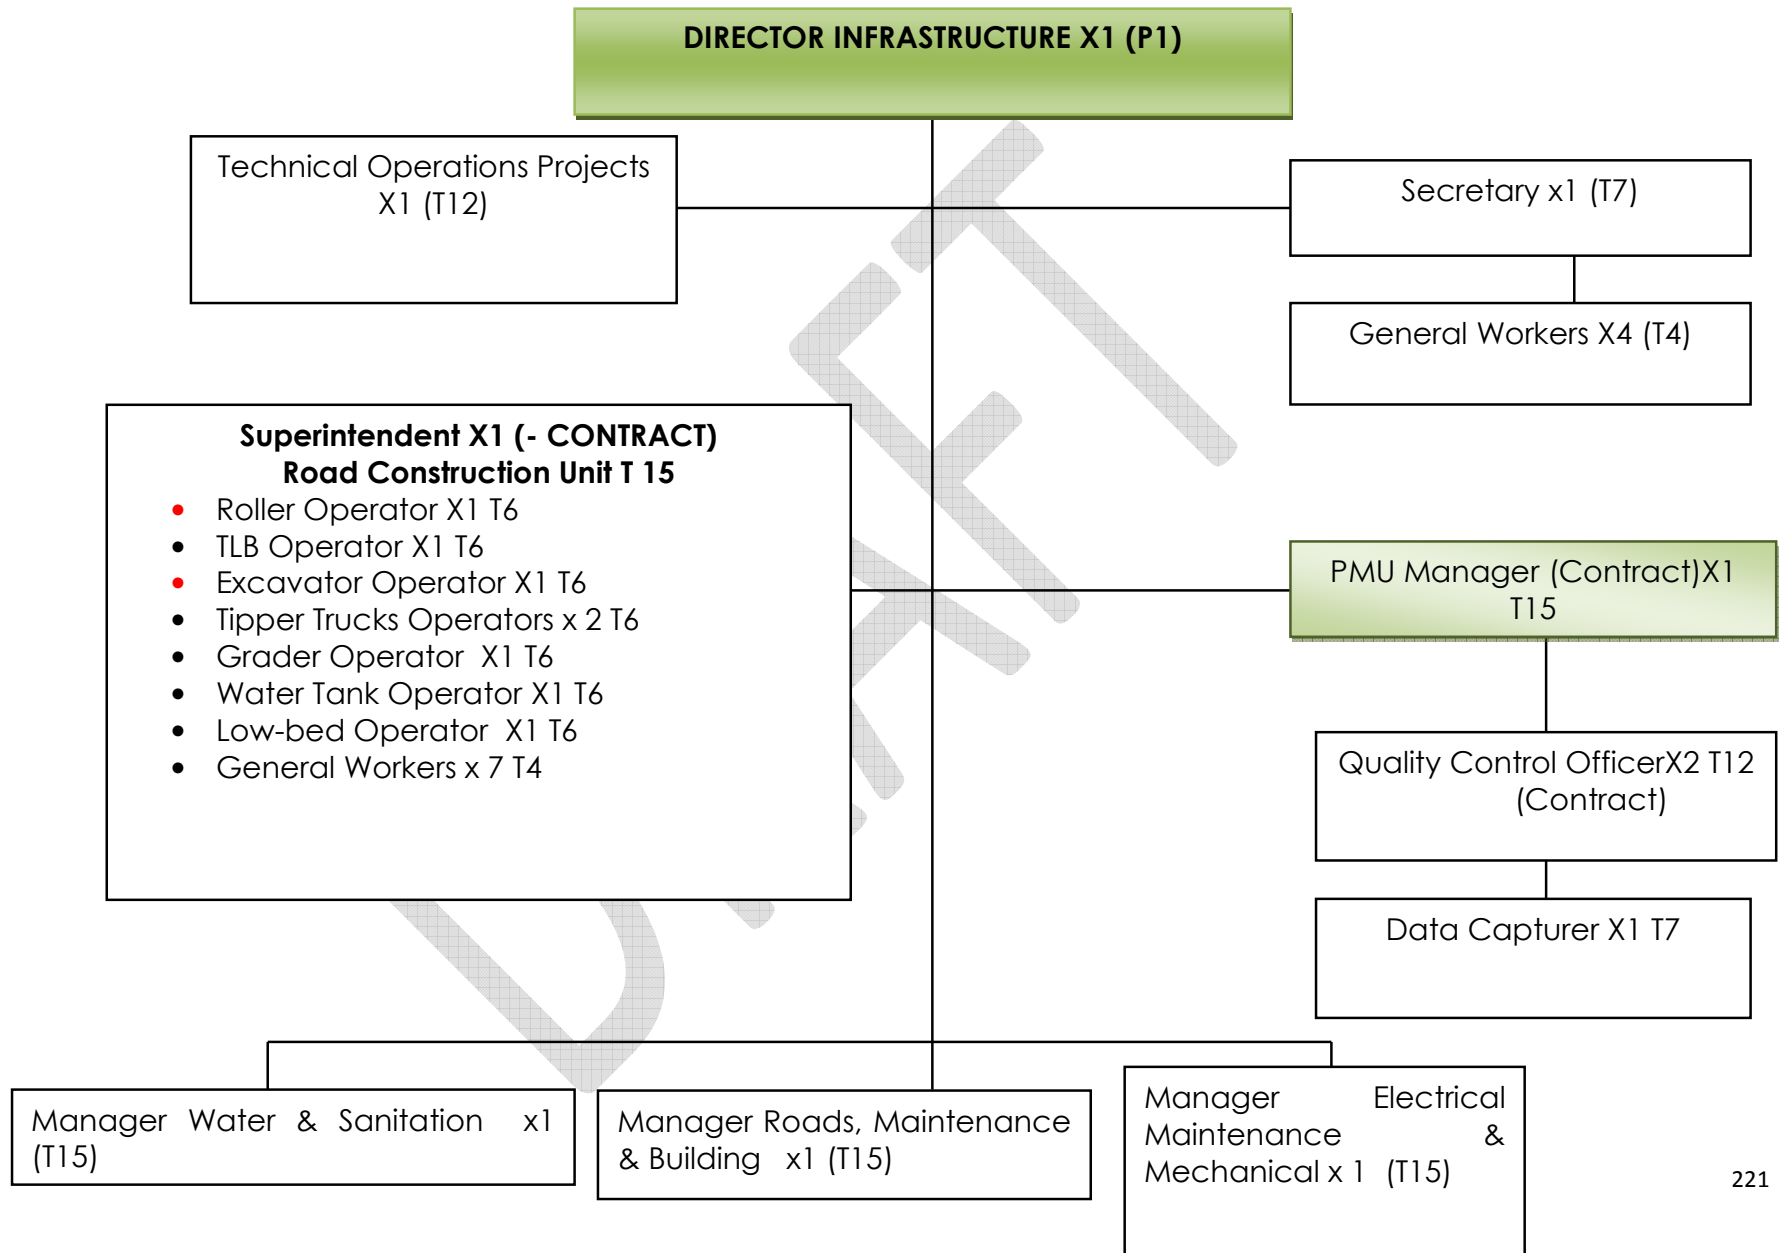 DIRECTOR INFRASTRUCTURE X1 (P1)
Technical Operations Projects
X1 (T12)
Secretary x1 (T7)
General Workers X4 (T4)
Superintendent X1 (- CONTRACT)
Road Construction Unit T 15
• Roller Operator X1 T6
• TLB Operator X1 T6
• Excavator Operator X1 T6
• Tipper Trucks Operators x 2 T6
• Grader Operator X1 T6
• Water Tank Operator X1 T6
• Low-bed Operator X1 T6
• General Workers x 7 T4
PMU Manager (Contract)X1
T15
Quality Control OfficerX2 T12
(Contract)
Data Capturer X1 T7
Manager Water & Sanitation x1
(T15)
Manager Roads, Maintenance
& Building x1 (T15)
Manager Electrical
Maintenance &
Mechanical x 1 (T15)
DRAFT
221